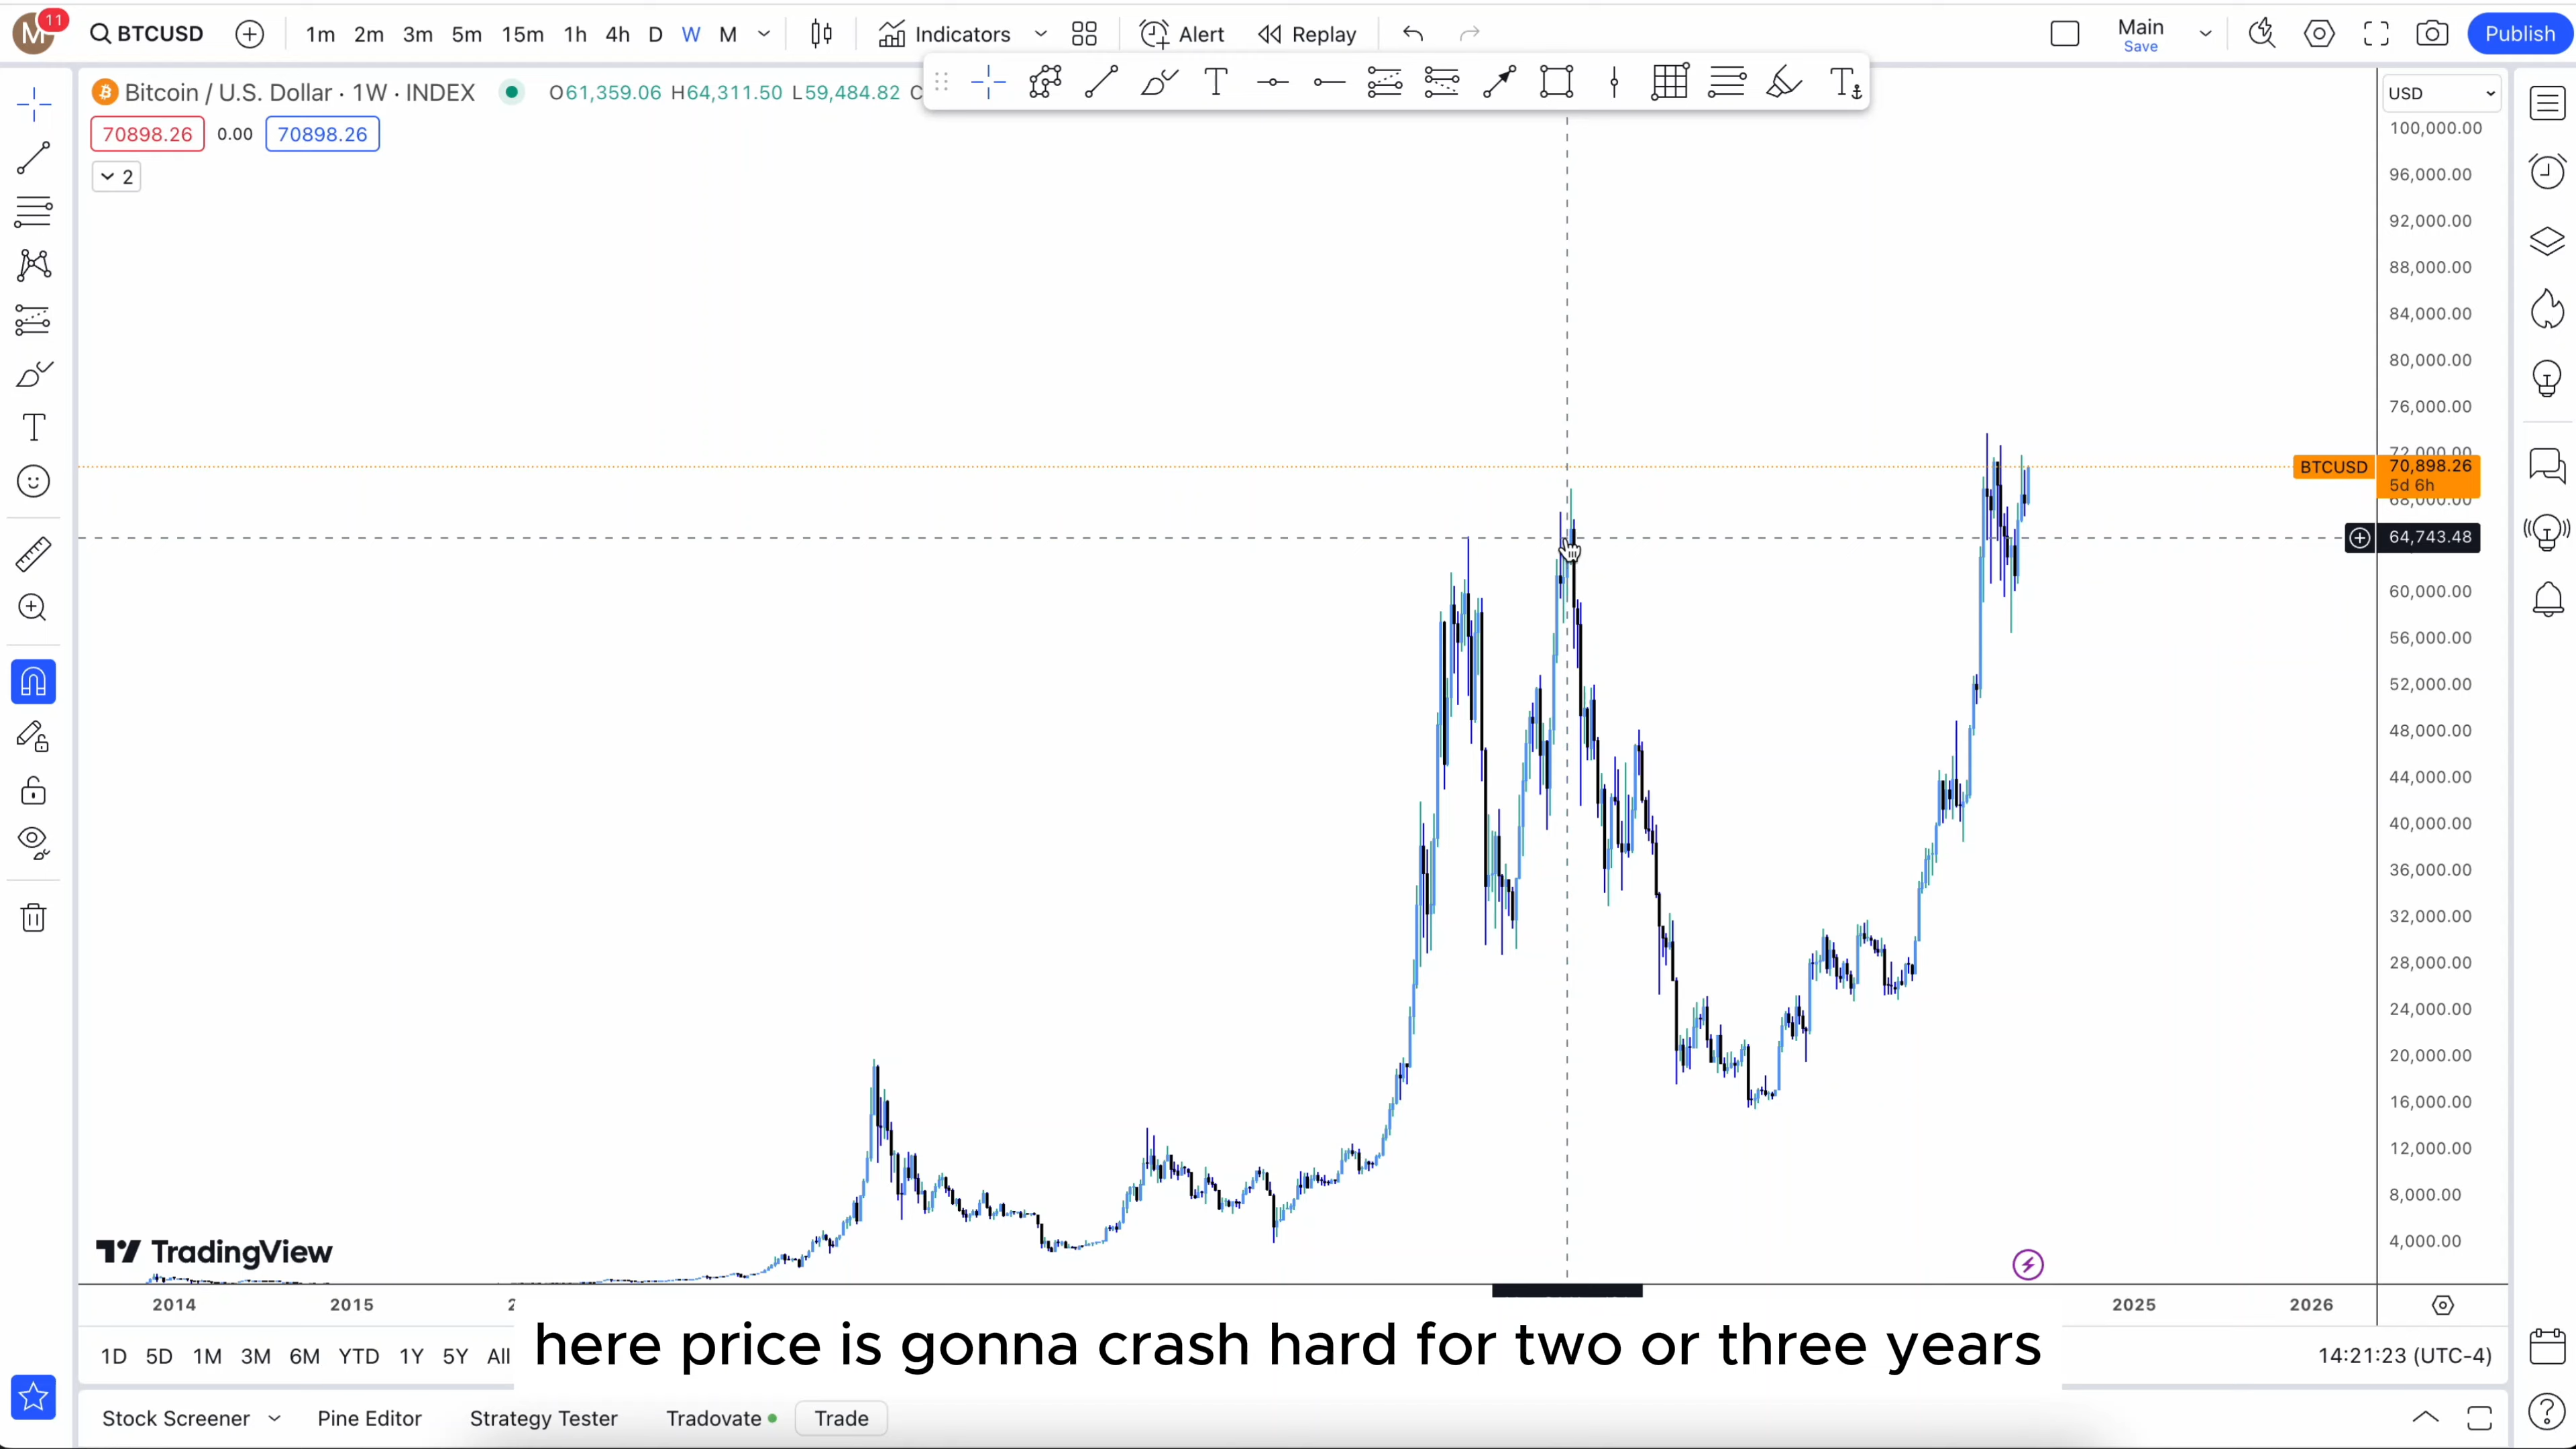 M 11 BTCUSD 1m 2m 3m 5m 15m 1h 4h D W M Indicators Alert Replay Main Save Publish
Bitcoin / U.S. Dollar · 1W · INDEX O61,359.06 H64,311.50 L59,484.82 C
USD
70898.26 0.00 70898.26
2
100,000.00
96,000.00
92,000.00
88,000.00
84,000.00
80,000.00
76,000.00
72,000.00
BTCUSD 70,898.26
5d 6h
68,000.00
64,743.48
60,000.00
56,000.00
52,000.00
48,000.00
44,000.00
40,000.00
36,000.00
32,000.00
28,000.00
24,000.00
20,000.00
16,000.00
12,000.00
8,000.00
4,000.00
TradingView
2014 2015 2025 2026
here price is gonna crash hard for two or three years
1D 5D 1M 3M 6M YTD 1Y 5Y All 14:21:23 (UTC-4)
Stock Screener Pine Editor Strategy Tester Tradovate Trade